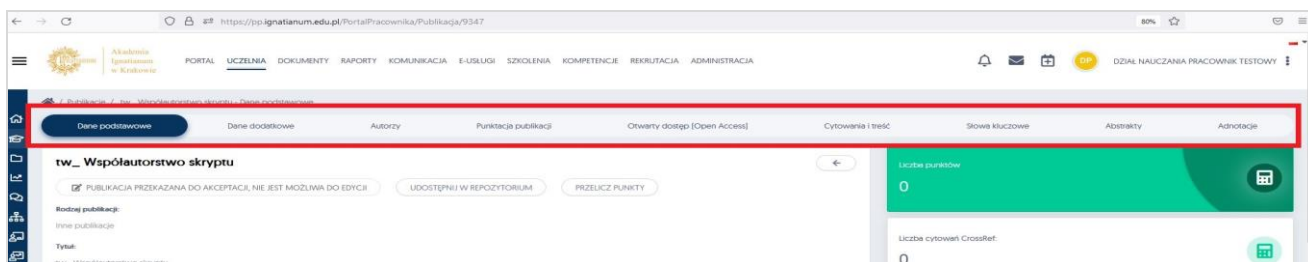 https://pp.ignatianum.edu.pl/PortalPracownika/Publikacja/9347
80%
Akademia
Ignatianum
w Krakowie
PORTAL UCZELNIA DOKUMENTY RAPORTY KOMUNIKACJA E-USŁUGI SZKOLENIA KOMPETENCJE REKRUTACJA ADMINISTRACJA
DP
DZIAŁ NAUCZANIA PRACOWNIK TESTOWY
/ Publikacje / tw_ Współautorstwo skryptu - Dane podstawowe
Dane podstawowe Dane dodatkowe Autorzy Punktacja publikacji Otwarty dostęp [Open Access] Cytowania i treść Słowa kluczowe Abstrakty Adnotacje
tw_ Współautorstwo skryptu
PUBLIKACJA PRZEKAZANA DO AKCEPTACJI, NIE JEST MOŻLIWA DO EDYCJI
UDOSTĘPNIJ W REPOZYTORIUM
PRZELICZ PUNKTY
Rodzaj publikacji:
Inne publikacje
Tytuł:
tw_ Współautorstwo skryptu
Liczba punktów
0
Liczba cytowań CrossRef:
0